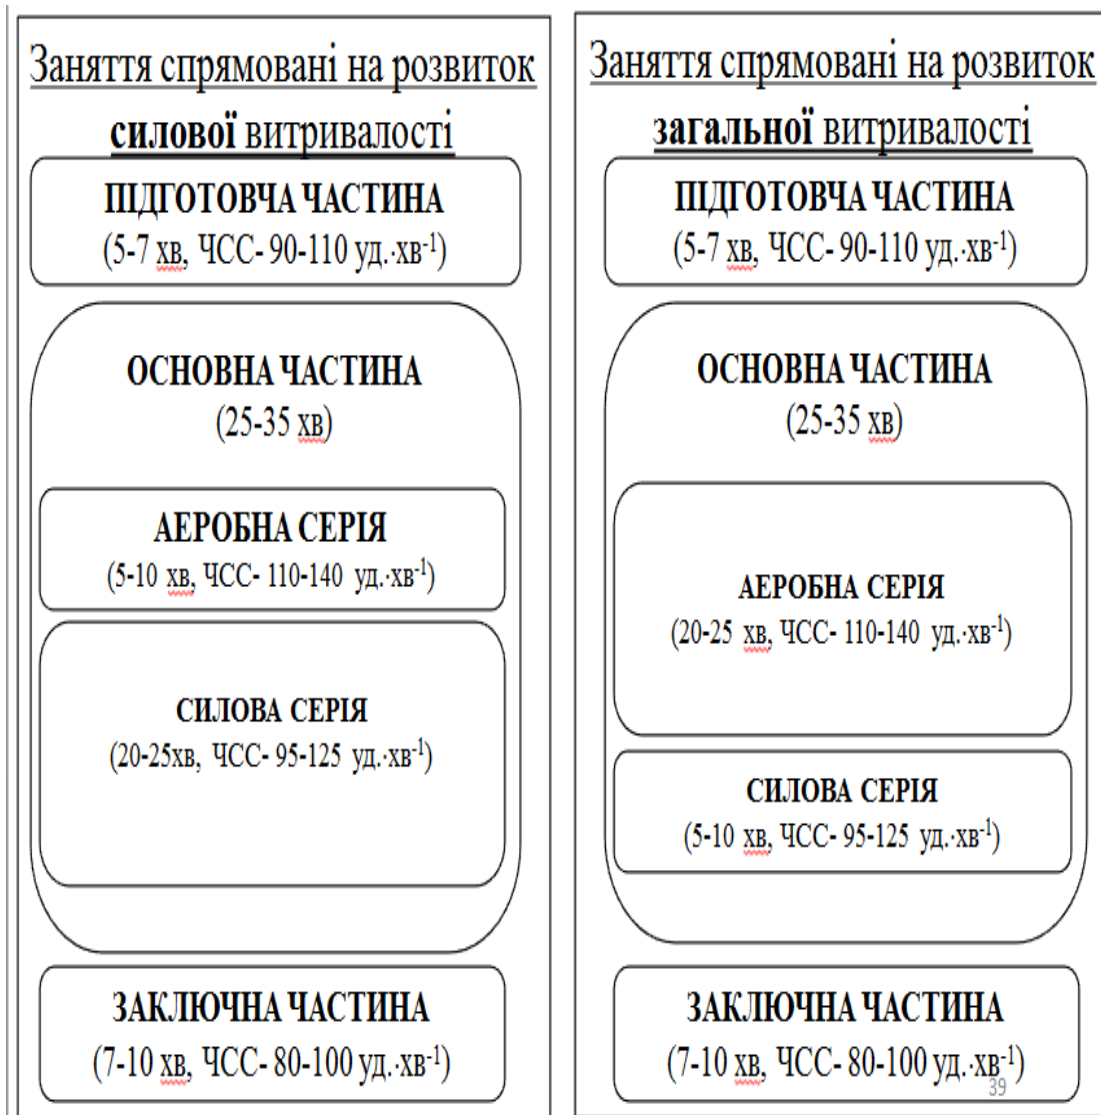 Заняття спрямовані на розвиток
силової витривалості
ПІДГОТОВЧА ЧАСТИНА
(5-7 хв, ЧСС- 90-110 уд.·хв⁻¹)
ОСНОВНА ЧАСТИНА
(25-35 хв)
АЕРОБНА СЕРІЯ
(5-10 хв, ЧСС- 110-140 уд.·хв⁻¹)
СИЛОВА СЕРІЯ
(20-25хв, ЧСС- 95-125 уд.·хв⁻¹)
ЗАКЛЮЧНА ЧАСТИНА
(7-10 хв, ЧСС- 80-100 уд.·хв⁻¹)
Заняття спрямовані на розвиток
загальної витривалості
ПІДГОТОВЧА ЧАСТИНА
(5-7 хв, ЧСС- 90-110 уд.·хв⁻¹)
ОСНОВНА ЧАСТИНА
(25-35 хв)
АЕРОБНА СЕРІЯ
(20-25 хв, ЧСС- 110-140 уд.·хв⁻¹)
СИЛОВА СЕРІЯ
(5-10 хв, ЧСС- 95-125 уд.·хв⁻¹)
ЗАКЛЮЧНА ЧАСТИНА
(7-10 хв, ЧСС- 80-100 уд.·хв⁻¹)
39